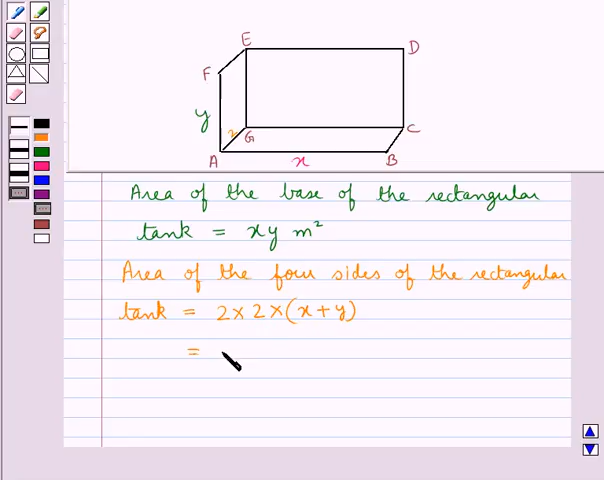 E
D
F
y
2
G
C
A
x
B
Area of the base of the rectangular
tank = xy m²
Area of the four sides of the rectangular
tank = 2×2×(x+y)
=